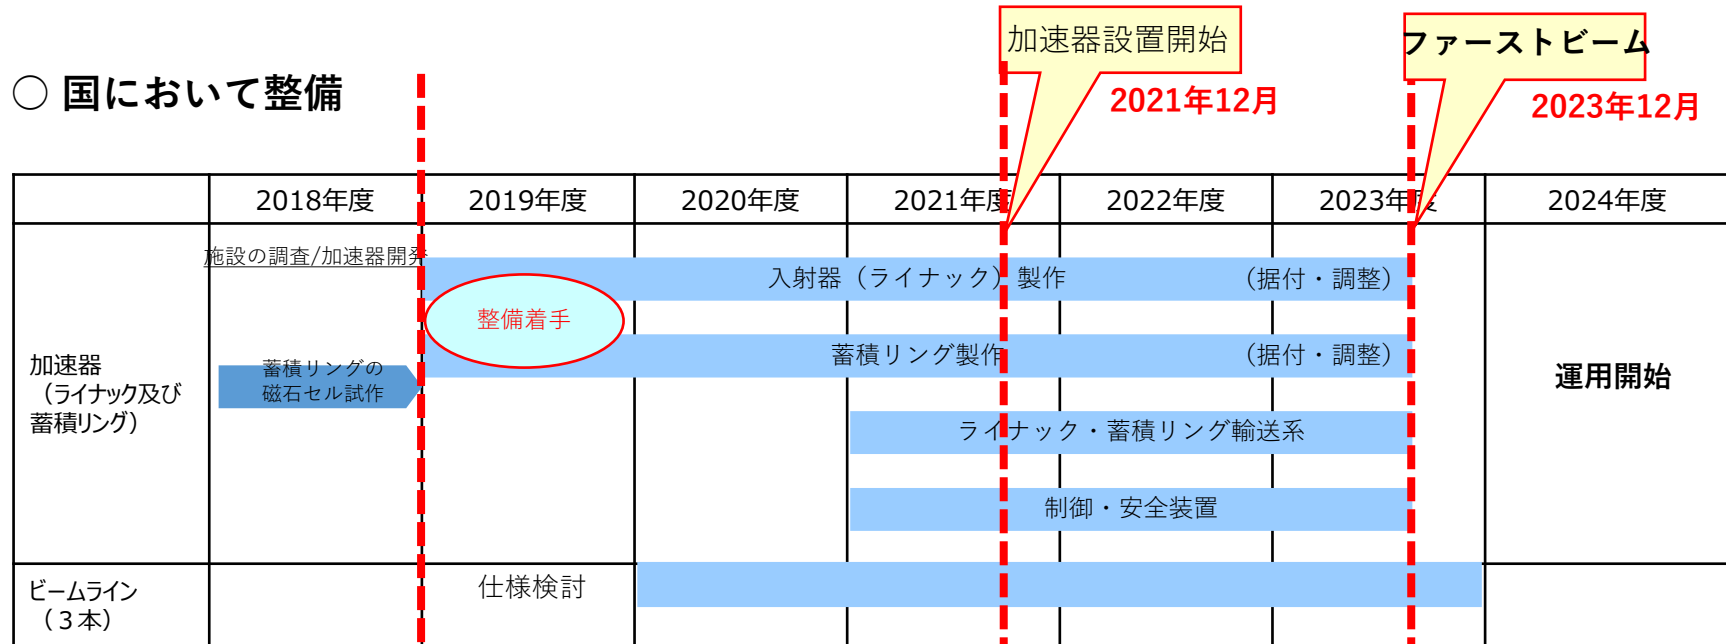 加速器設置開始
ファーストビーム
○ 国において整備
2021年12月
2023年12月
2018年度
2019年度
2020年度
2021年度
2022年度
2023年度
2024年度
施設の調査/加速器開発
入射器（ライナック）製作
（据付・調整）
整備着手
蓄積リング製作
（据付・調整）
加速器
（ライナック及び
蓄積リング）
蓄積リングの
磁石セル試作
運用開始
ライナック・蓄積リング輸送系
制御・安全装置
ビームライン
（３本）
仕様検討